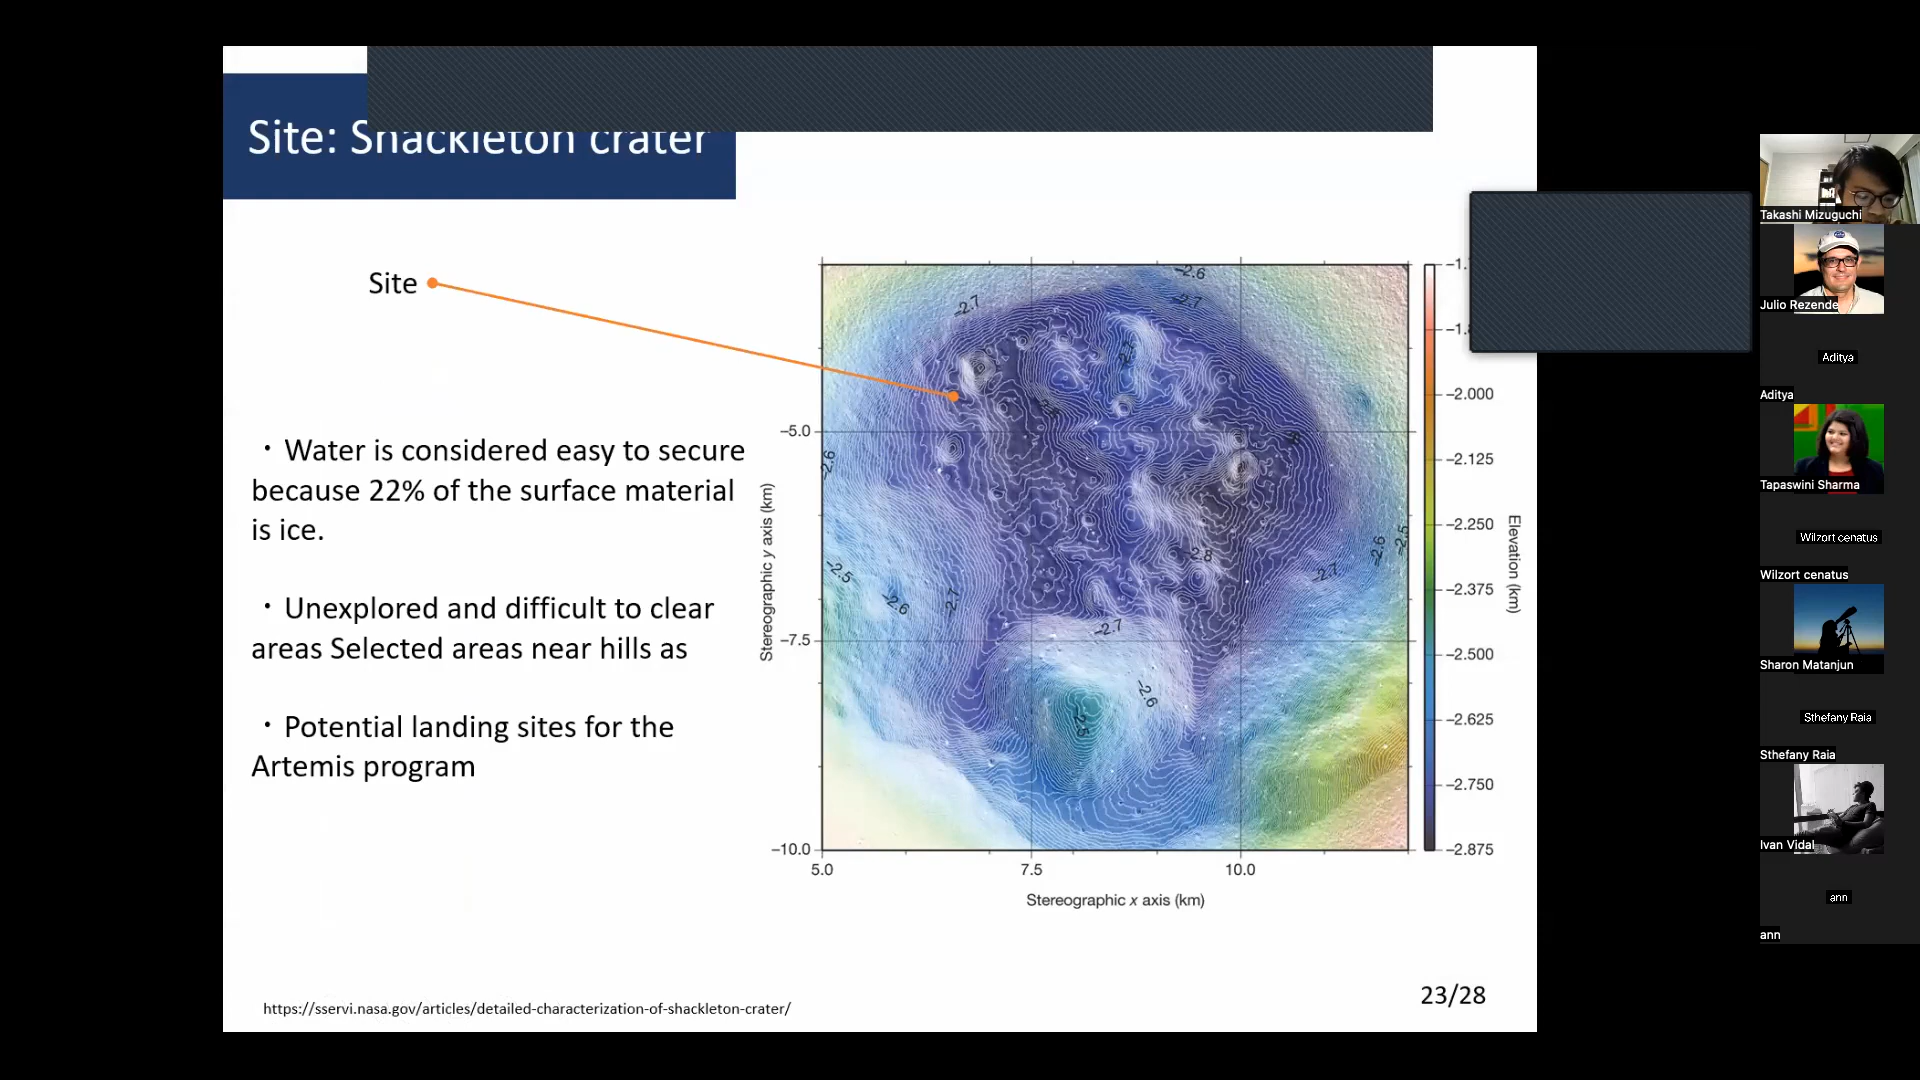 Site: Shackleton crater
Site
・Water is considered easy to secure
because 22% of the surface material
is ice.
・Unexplored and difficult to clear
areas Selected areas near hills as
・Potential landing sites for the
Artemis program
https://sservi.nasa.gov/articles/detailed-characterization-of-shackleton-crater/
23/28
Stereographic y axis (km)
−5.0
−7.5
−10.0
5.0
7.5
10.0
Stereographic x axis (km)
-2.6
-2.7
-2.7
-2.6
-2.5
-2.6
-2.7
-2.8
-2.7
-2.6
-2.5
-2.7
-2.6
-2.5
−2.000
−2.125
−2.250
−2.375
−2.500
−2.625
−2.750
−2.875
Elevation (km)
Takashi Mizuguchi
Julio Rezende
Aditya
Aditya
Tapaswini Sharma
Wilzort cenatus
Wilzort cenatus
Sharon Matanjun
Sthefany Raia
Sthefany Raia
Ivan Vidal
ann
ann